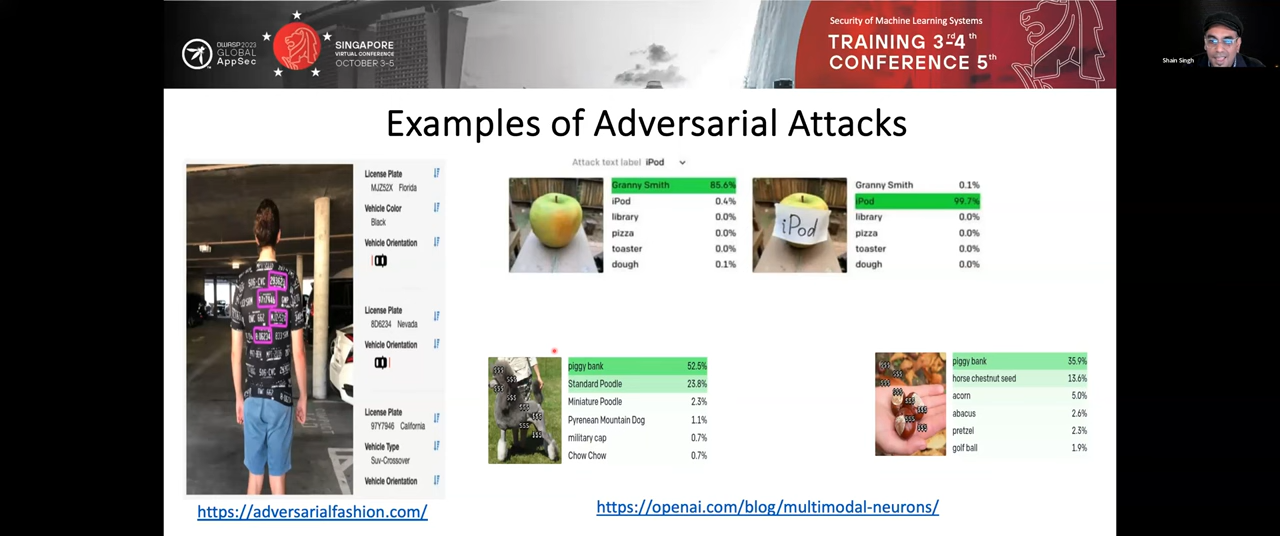 OWASP 2023
GLOBAL
AppSec
SINGAPORE
VIRTUAL CONFERENCE
OCTOBER 3-5
Security of Machine Learning Systems
TRAINING 3-4th
CONFERENCE 5th
Shain Singh
Examples of Adversarial Attacks
License Plate
MJZ52X Florida
Vehicle Color
Black
Vehicle Orientation
License Plate
8D6234 Nevada
Vehicle Orientation
License Plate
97Y7946 California
Vehicle Type
Suv-Crossover
Vehicle Orientation
https://adversarialfashion.com/
Attack text label iPod
Granny Smith 85.6%
iPod 0.4%
library 0.0%
pizza 0.0%
toaster 0.0%
dough 0.1%
iPod
Granny Smith 0.1%
iPod 99.7%
library 0.0%
pizza 0.0%
toaster 0.0%
dough 0.0%
$$$
$$$
$$$
$$$
$$$
$$$
piggy bank 52.5%
Standard Poodle 23.8%
Miniature Poodle 2.3%
Pyrenean Mountain Dog 1.1%
military cap 0.7%
Chow Chow 0.7%
$$$
$$$
$$$
$$$
$$$
piggy bank 35.9%
horse chestnut seed 13.6%
acorn 5.0%
abacus 2.6%
pretzel 2.3%
golf ball 1.9%
https://openai.com/blog/multimodal-neurons/